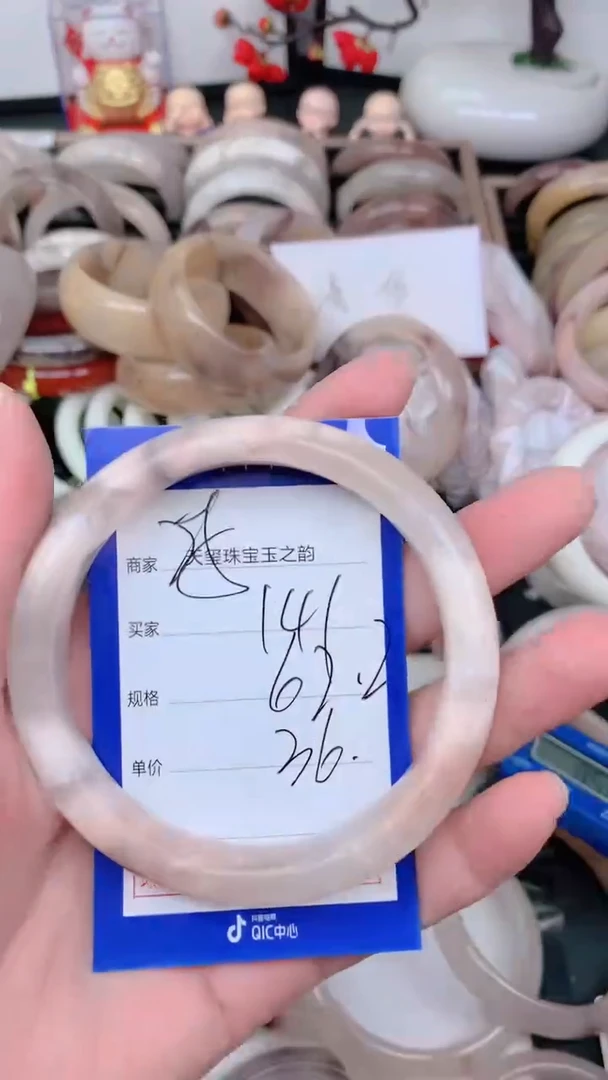 商家 天玺珠宝玉之韵
买家 141
规格 62.2
单价 36.
抖音电商
QIC中心